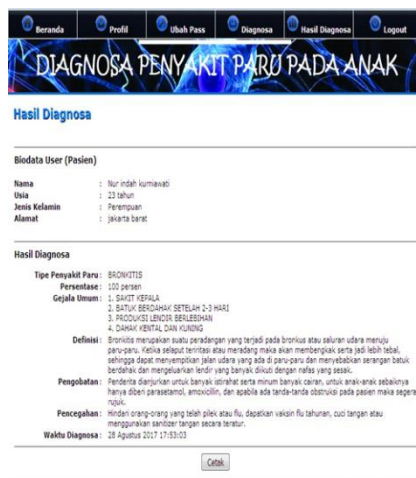 Beranda Profil Ubah Pass Diagnosa Hasil Diagnosa Logout
DIAGNOSA PENYAKIT PARU PADA ANAK
Hasil Diagnosa
Biodata User (Pasien)
Nama : Nur indah kurniawati
Usia : 23 tahun
Jenis Kelamin : Perempuan
Alamat : jakarta barat
Hasil Diagnosa
Tipe Penyakit Paru : BRONKITIS
Persentase : 100 persen
Gejala Umum : 1. SAKIT KEPALA
2. BATUK BERDAHAK SETELAH 2-3 HARI
3. PRODUKSI LENDIR BERLEBIHAN
4. DAHAK KENTAL DAN KUNING
Definisi : Bronkitis merupakan suatu peradangan yang terjadi pada bronkus atau saluran udara menuju
paru-paru. Ketika selaput teriritasi atau meradang maka akan membengkak serta jadi lebih tebal,
sehingga dapat menyempitkan jalan udara yang ada di paru-paru dan menyebabkan serangan batuk
berdahak dan mengeluarkan lendir yang banyak diikuti dengan nafas yang sesak.
Pengobatan : Penderita dianjurkan untuk banyak istirahat serta minum banyak cairan, untuk anak-anak sebaiknya
hanya diberi parasetamol, amoxicillin, dan apabila ada tanda-tanda obstruksi pada pasien maka segera
rujuk.
Pencegahan : Hindari orang-orang yang telah pilek atau flu, dapatkan vaksin flu tahunan, cuci tangan atau
menggunakan sanitizer tangan secara teratur.
Waktu Diagnosa : 28 Agustus 2017 17:53:03
Cetak